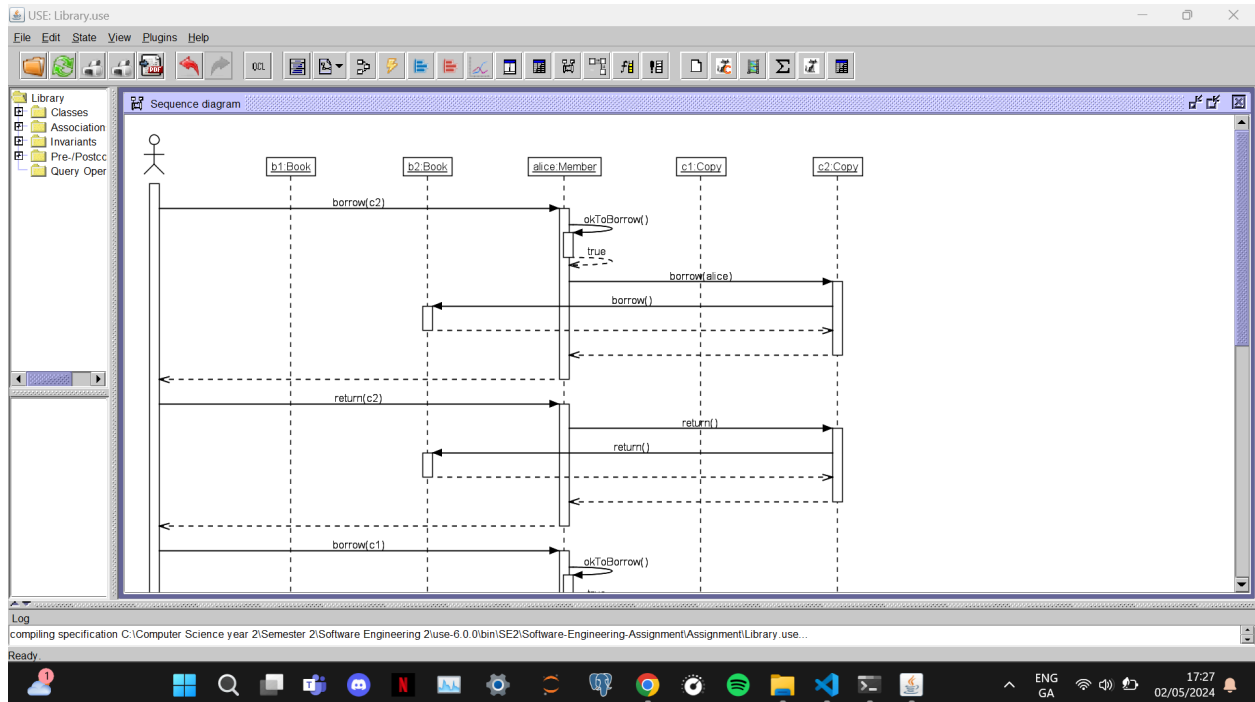 USE: Library.use
File Edit State View Plugins Help
OCL
Library
Classes
Association
Invariants
Pre-/Postcc
Query Oper
Sequence diagram
b1:Book b2:Book alice:Member c1:Copy c2:Copy
borrow(c2)
okToBorrow()
true
borrow(alice)
borrow()
return(c2)
return()
return()
borrow(c1)
okToBorrow()
true
Log
compiling specification C:\Computer Science year 2\Semester 2\Software Engineering 2\use-6.0.0\bin\SE2\Software-Engineering-Assignment\Assignment\Library.use...
Ready.
1
ENG 17:27
GA 02/05/2024